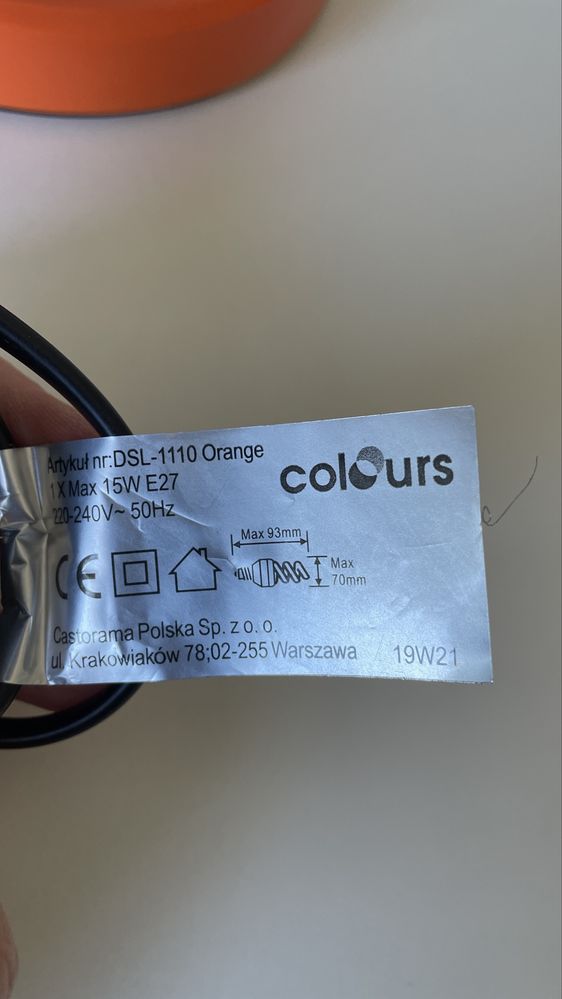 Artykuł nr:DSL-1110 Orange
1 X Max 15W E27
220-240V~ 50Hz
colours
CE
Max 93mm
Max
70mm
Castorama Polska Sp. z o. o.
ul. Krakowiaków 78;02-255 Warszawa
19W21